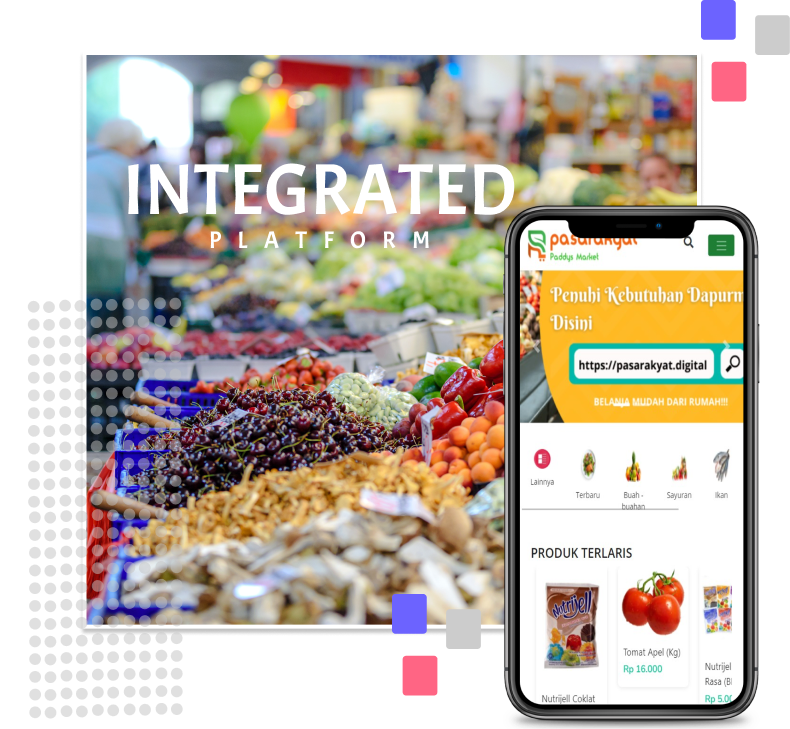 INTEGRATED
PLATFORM
pasarakyat
Paddys Market
Penuhi Kebutuhan Dapurm
Disini
https://pasarakyat.digital
BELANJA MUDAH DARI RUMAH!!!
Lainnya
Terbaru
Buah -
buahan
Sayuran
Ikan
PRODUK TERLARIS
Nutrijell
Nutrijell Coklat
Tomat Apel (Kg)
Rp 16.000
Nutrijel
Rasa (B
Rp 5.00